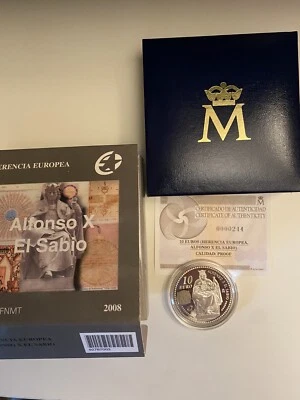 HERENCIA EUROPEA
Alfonso X
El Sabio
FNMT
2008
M
CERTIFICADO DE AUTENTICIDAD
CERTIFICATE OF AUTHENTICITY
10 EUROS (HERENCIA EUROPEA,
ALFONSO X EL SABIO)
CALIDAD PROOF
10
EURO